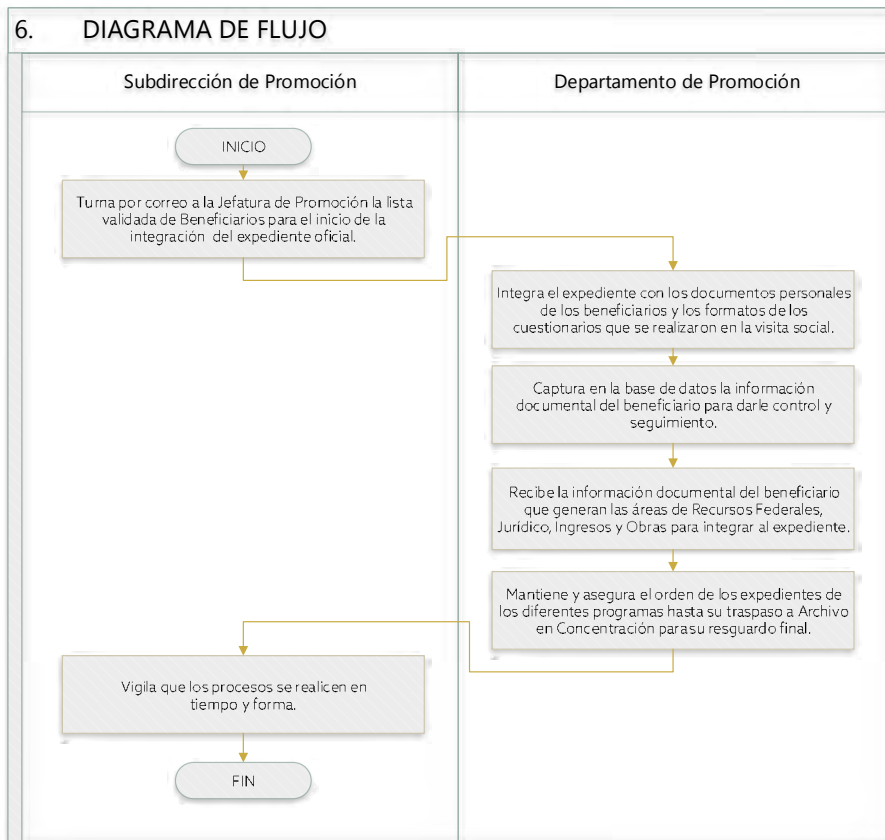 6. DIAGRAMA DE FLUJO
Subdirección de Promoción
Departamento de Promoción
INICIO
Turna por correo a la Jefatura de Promoción la lista
validada de Beneficiarios para el inicio de la
integración del expediente oficial.
Integra el expediente con los documentos personales
de los beneficiarios y los formatos de los
cuestionarios que se realizaron en la visita social.
Captura en la base de datos la información
documental del beneficiario para darle control y
seguimiento.
Recibe la información documental del beneficiario
que generan las áreas de Recursos Federales,
Jurídico, Ingresos y Obras para integrar al expediente.
Mantiene y asegura el orden de los expedientes de
los diferentes programas hasta su traspaso a Archivo
en Concentración para su resguardo final.
Vigila que los procesos se realicen en
tiempo y forma.
FIN